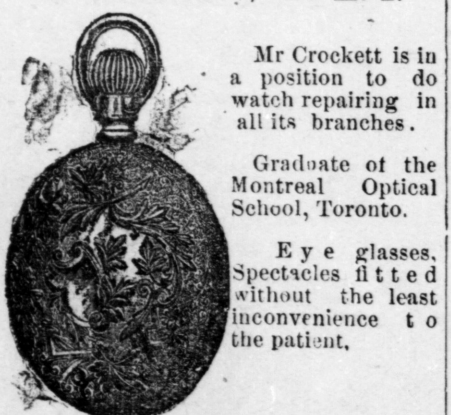 Mr Crockett is in
a position to do
watch repairing in
all its branches.
Graduate of the
Montreal Optical
School, Toronto.
Eye glasses,
Spectacles fitted
without the least
inconvenience to
the patient,